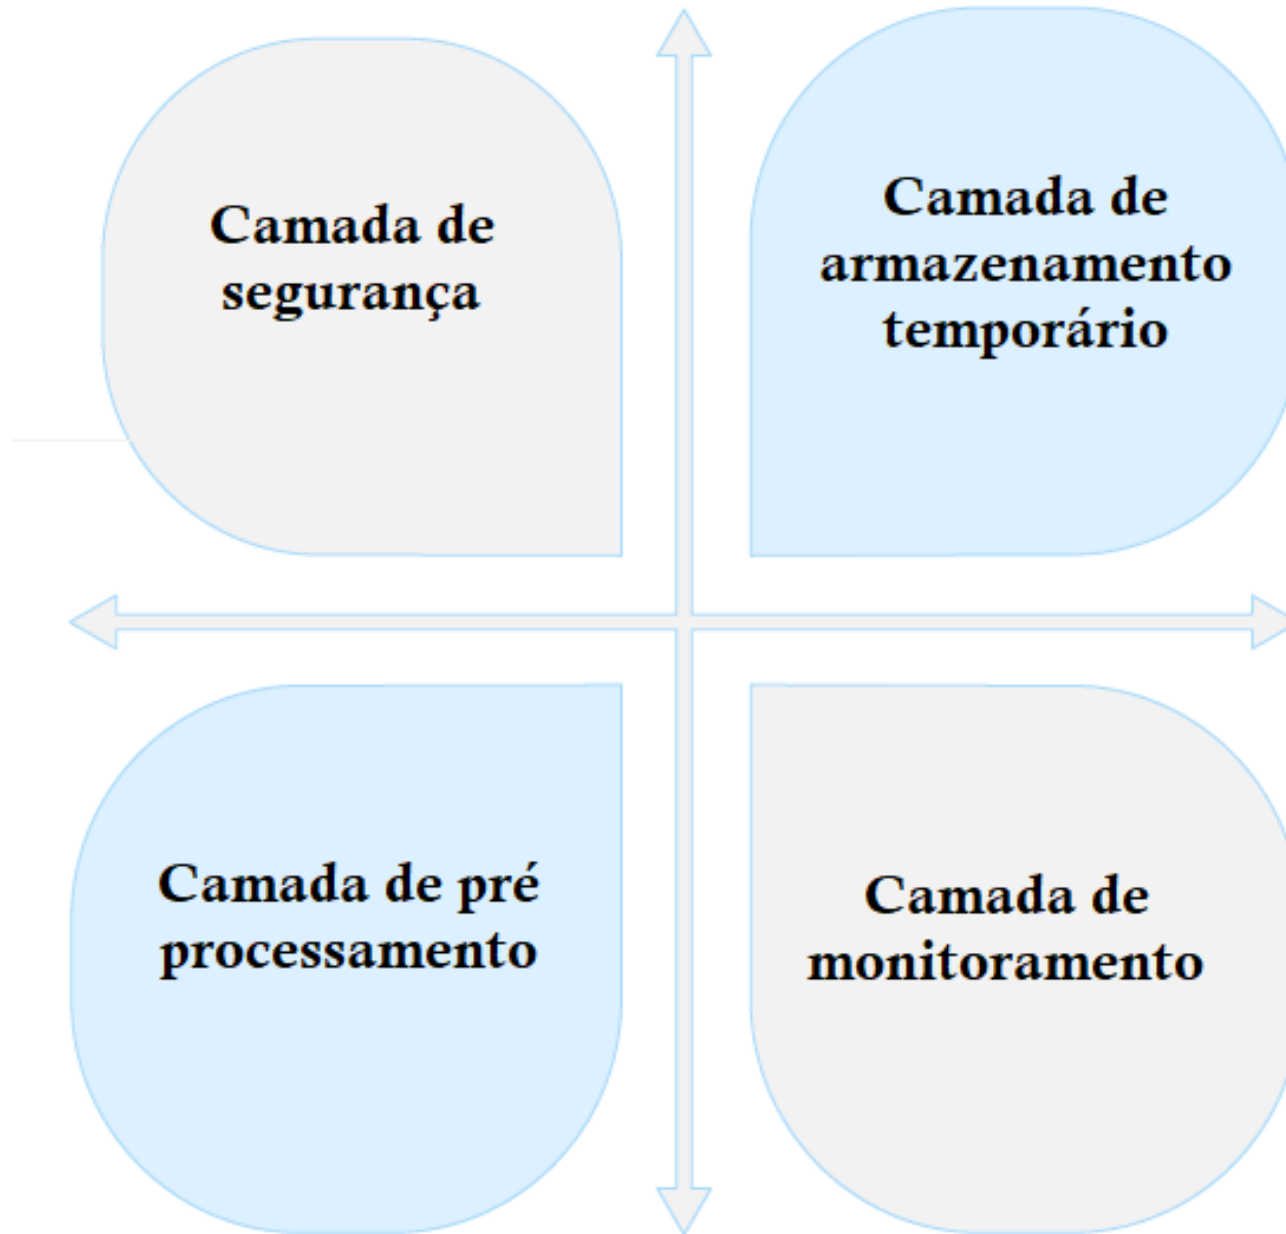 Camada de
segurança
Camada de
armazenamento
temporário
Camada de pré
processamento
Camada de
monitoramento